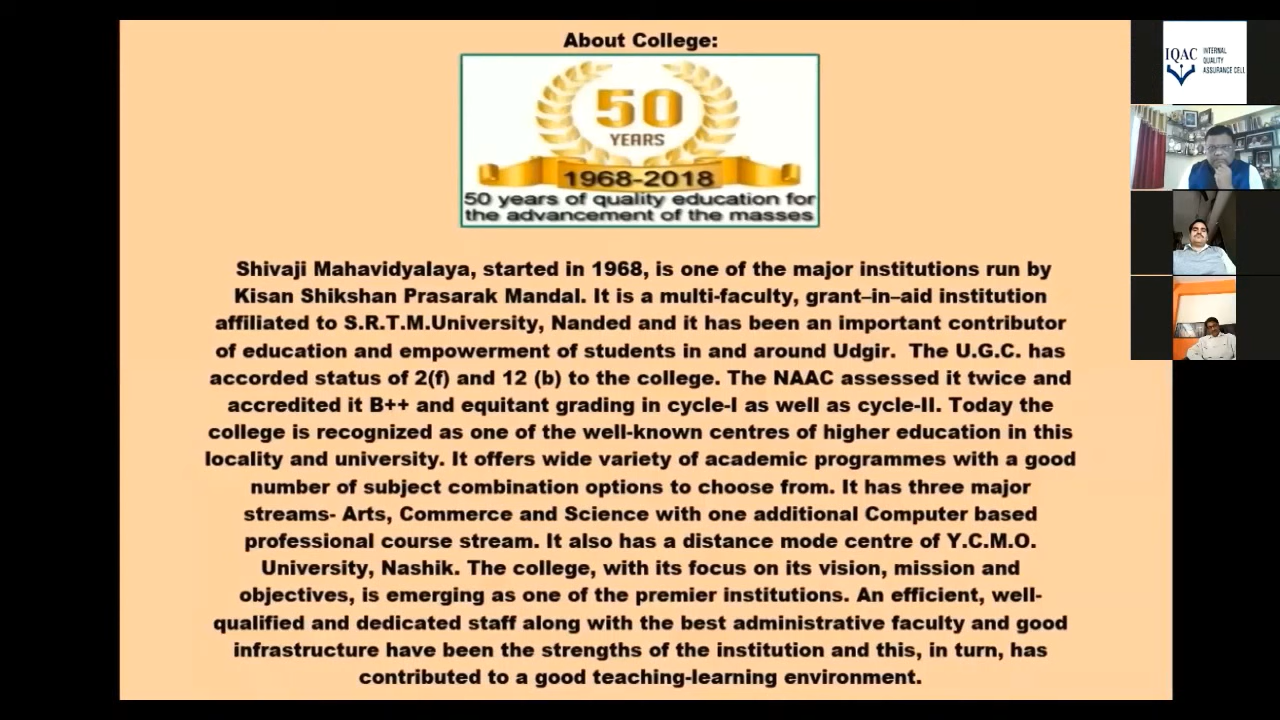 About College:
50
YEARS
1968-2018
50 years of quality education for
the advancement of the masses
Shivaji Mahavidyalaya, started in 1968, is one of the major institutions run by
Kisan Shikshan Prasarak Mandal. It is a multi-faculty, grant–in–aid institution
affiliated to S.R.T.M.University, Nanded and it has been an important contributor
of education and empowerment of students in and around Udgir.  The U.G.C. has
accorded status of 2(f) and 12 (b) to the college. The NAAC assessed it twice and
accredited it B++ and equitant grading in cycle-I as well as cycle-II. Today the
college is recognized as one of the well-known centres of higher education in this
locality and university. It offers wide variety of academic programmes with a good
number of subject combination options to choose from. It has three major
streams- Arts, Commerce and Science with one additional Computer based
professional course stream. It also has a distance mode centre of Y.C.M.O.
University, Nashik. The college, with its focus on its vision, mission and
objectives, is emerging as one of the premier institutions. An efficient, well-
qualified and dedicated staff along with the best administrative faculty and good
infrastructure have been the strengths of the institution and this, in turn, has
contributed to a good teaching-learning environment.
IQAC
INTERNAL
QUALITY
ASSURANCE CELL